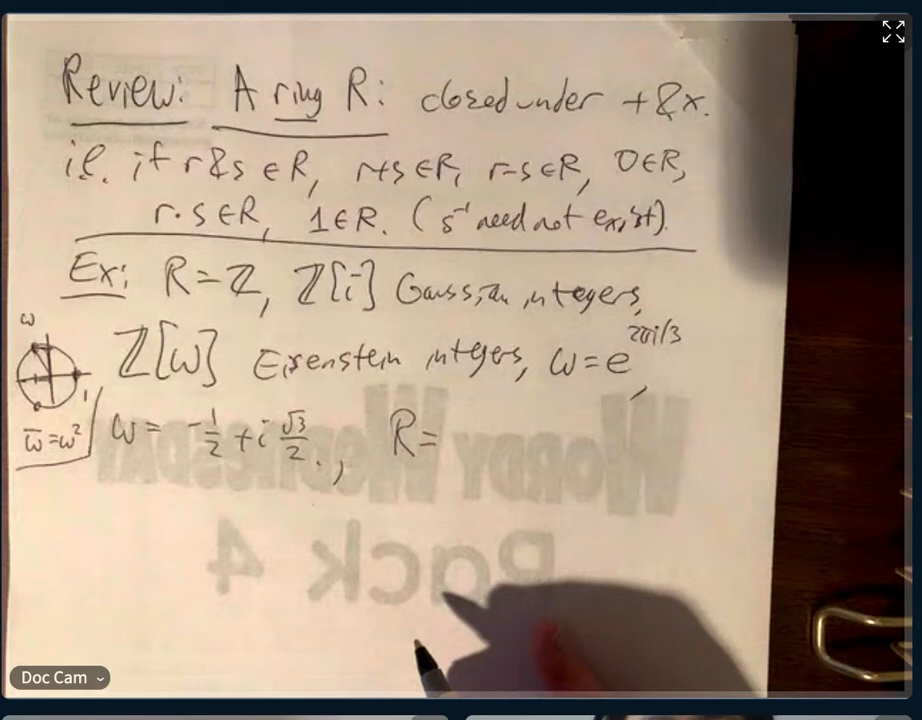 Review: A ring R: closed under + & ×.
i.e. if r & s ∈ R, r+s ∈ R, r-s ∈ R, 0 ∈ R,
r·s ∈ R, 1 ∈ R. (s⁻¹ need not exist).
Ex: R = ℤ, ℤ[i] Gaussian integers,
ω
ℤ[ω] Eisenstein integers, ω = e^{2πi/3},
1
ω̄ = ω² ω = -1/2 + i √3/2 ., R =
WORDY WEDNESDAY
Pack 4
Doc Cam